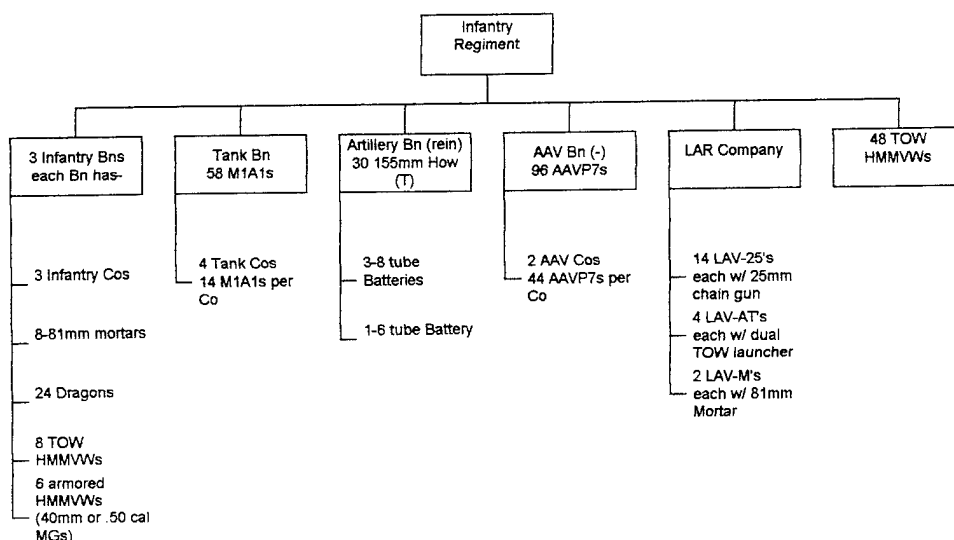 Infantry
Regiment
3 Infantry Bns
each Bn has-
Tank Bn
58 M1A1s
Artillery Bn (rein)
30 155mm How
(T)
AAV Bn (-)
96 AAVP7s
LAR Company
48 TOW
HMMVWs
3 Infantry Cos
8-81mm mortars
24 Dragons
8 TOW
HMMVWs
6 armored
HMMVWs
(40mm or .50 cal
MGs)
4 Tank Cos
14 M1A1s per
Co
3-8 tube
Batteries
1-6 tube Battery
2 AAV Cos
44 AAVP7s per
Co
14 LAV-25's
each w/ 25mm
chain gun
4 LAV-AT's
each w/ dual
TOW launcher
2 LAV-M's
each w/ 81mm
Mortar